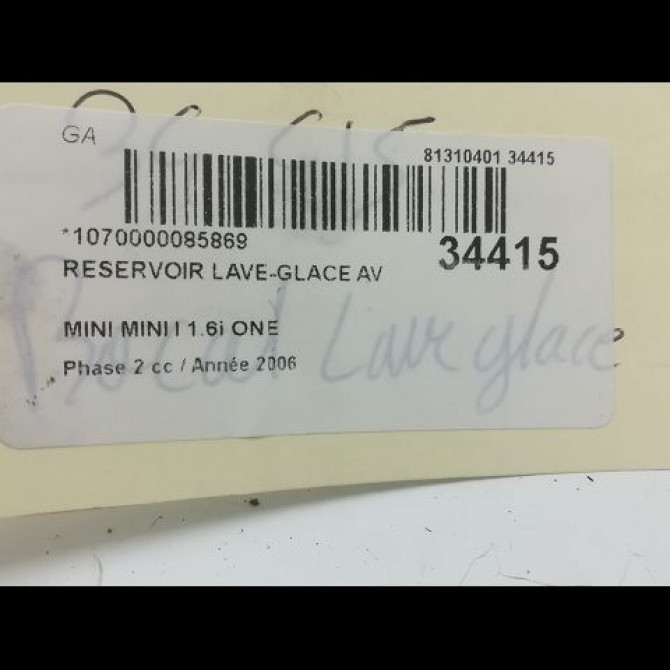 GA
81310401 34415
*1070000085869
34415
RESERVOIR LAVE-GLACE AV
MINI MINI I 1.6i ONE
Phase 2 cc / Année 2006
Bocal Lave glace